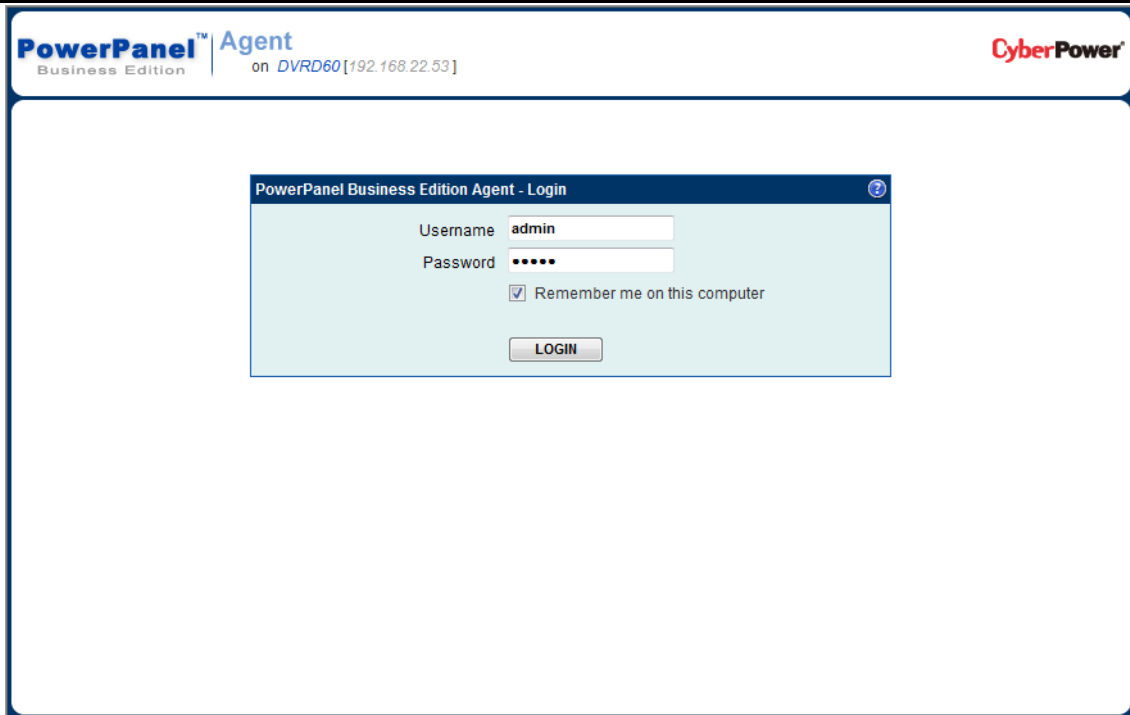 PowerPanel™ Agent
Business Edition on DVRD60 [192.168.22.53]
CyberPower®
PowerPanel Business Edition Agent - Login ?
Username admin
Password •••••
Remember me on this computer
LOGIN